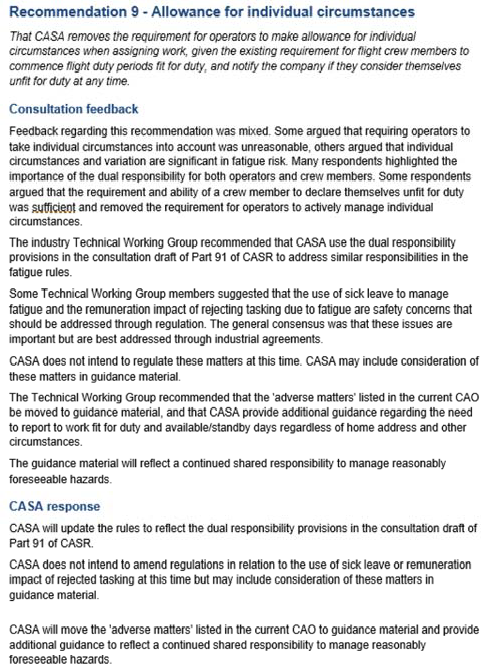 Recommendation 9 - Allowance for individual circumstances
That CASA removes the requirement for operators to make allowance for individual
circumstances when assigning work, given the existing requirement for flight crew members to
commence flight duty periods fit for duty, and notify the company if they consider themselves
unfit for duty at any time.
Consultation feedback
Feedback regarding this recommendation was mixed. Some argued that requiring operators to
take individual circumstances into account was unreasonable, others argued that individual
circumstances and variation are significant in fatigue risk. Many respondents highlighted the
importance of the dual responsibility for both operators and crew members. Some respondents
argued that the requirement and ability of a crew member to declare themselves unfit for duty
was sufficient and removed the requirement for operators to actively manage individual
circumstances.
The industry Technical Working Group recommended that CASA use the dual responsibility
provisions in the consultation draft of Part 91 of CASR to address similar responsibilities in the
fatigue rules.
Some Technical Working Group members suggested that the use of sick leave to manage
fatigue and the remuneration impact of rejecting tasking due to fatigue are safety concerns that
should be addressed through regulation. The general consensus was that these issues are
important but are best addressed through industrial agreements.
CASA does not intend to regulate these matters at this time. CASA may include consideration of
these matters in guidance material.
The Technical Working Group recommended that the 'adverse matters' listed in the current CAO
be moved to guidance material, and that CASA provide additional guidance regarding the need
to report to work fit for duty and available/standby days regardless of home address and other
circumstances.
The guidance material will reflect a continued shared responsibility to manage reasonably
foreseeable hazards.
CASA response
CASA will update the rules to reflect the dual responsibility provisions in the consultation draft of
Part 91 of CASR.
CASA does not intend to amend regulations in relation to the use of sick leave or remuneration
impact of rejected tasking at this time but may include consideration of these matters in
guidance material.
CASA will move the 'adverse matters' listed in the current CAO to guidance material and provide
additional guidance to reflect a continued shared responsibility to manage reasonably
foreseeable hazards.